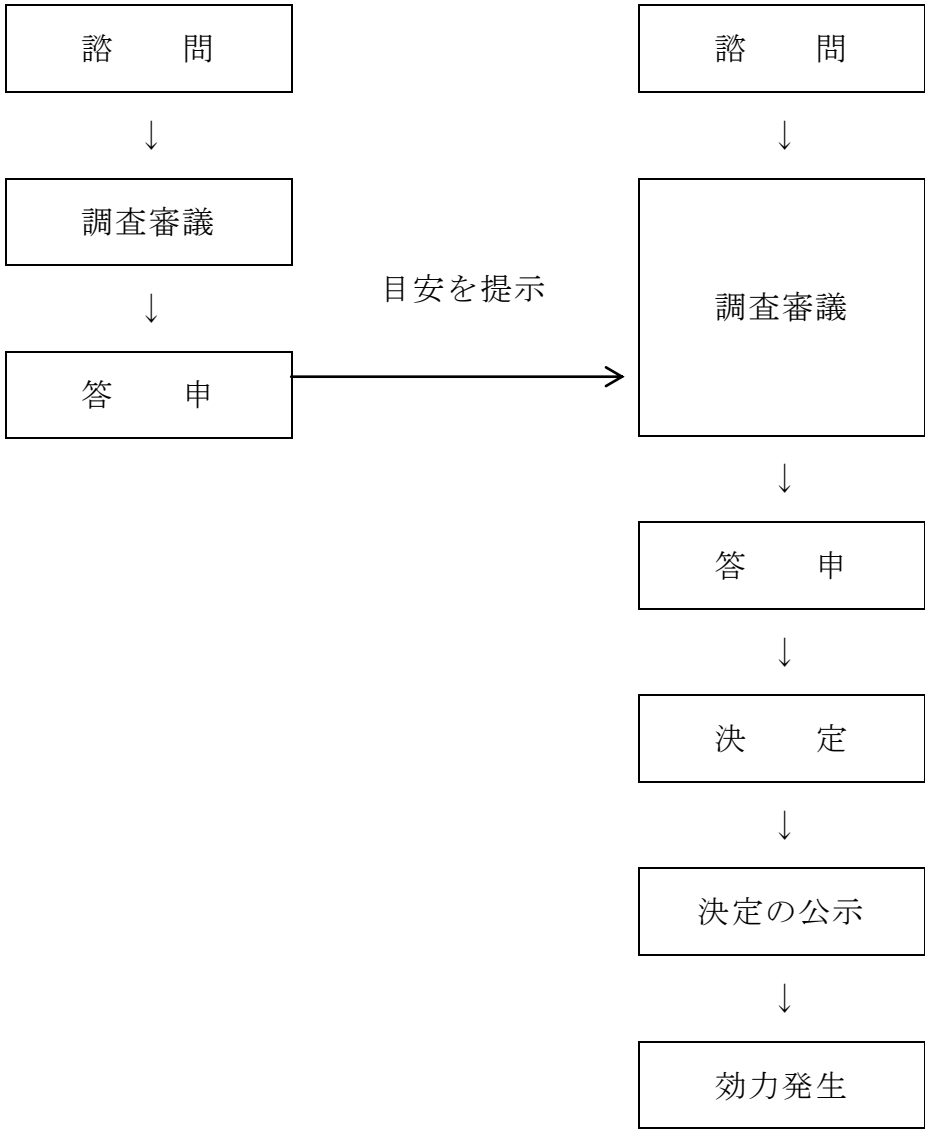 諮　　問
↓
調査審議
↓
答　　申
目安を提示
諮　　問
↓
調査審議
↓
答　　申
↓
決　　定
↓
決定の公示
↓
効力発生